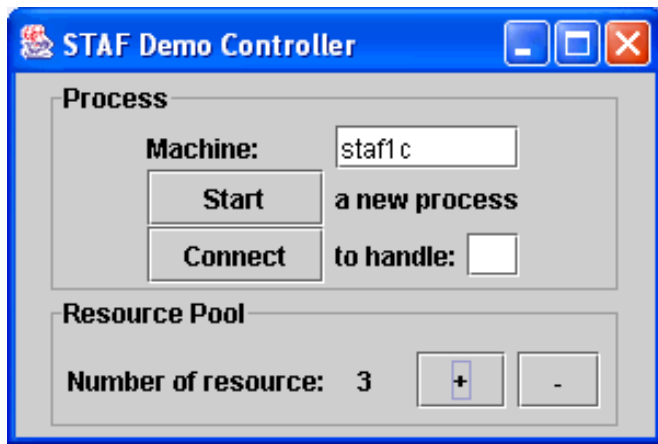 STAF Demo Controller
Process
Machine: staf1c
Start a new process
Connect to handle:
Resource Pool
Number of resource: 3 + -